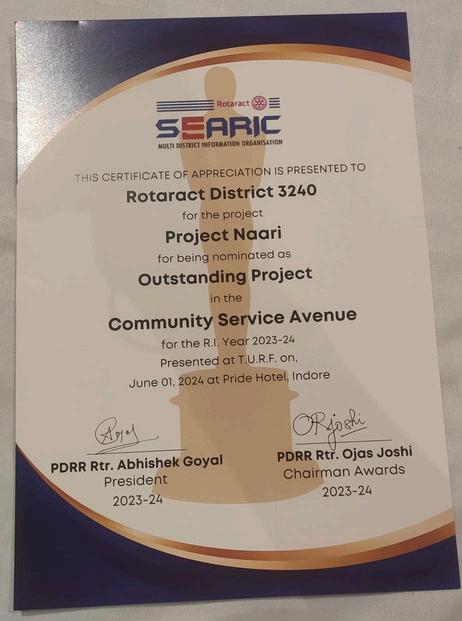 Rotaract
SEARIC
MULTI DISTRICT INFORMATION ORGANISATION
THIS CERTIFICATE OF APPRECIATION IS PRESENTED TO
Rotaract District 3240
for the project
Project Naari
for being nominated as
Outstanding Project
in the
Community Service Avenue
for the R.I. Year 2023-24
Presented at T.U.R.F. on,
June 01, 2024 at Pride Hotel, Indore
ORjoshi
PDRR Rtr. Abhishek Goyal
President
2023-24
PDRR Rtr. Ojas Joshi
Chairman Awards
2023-24